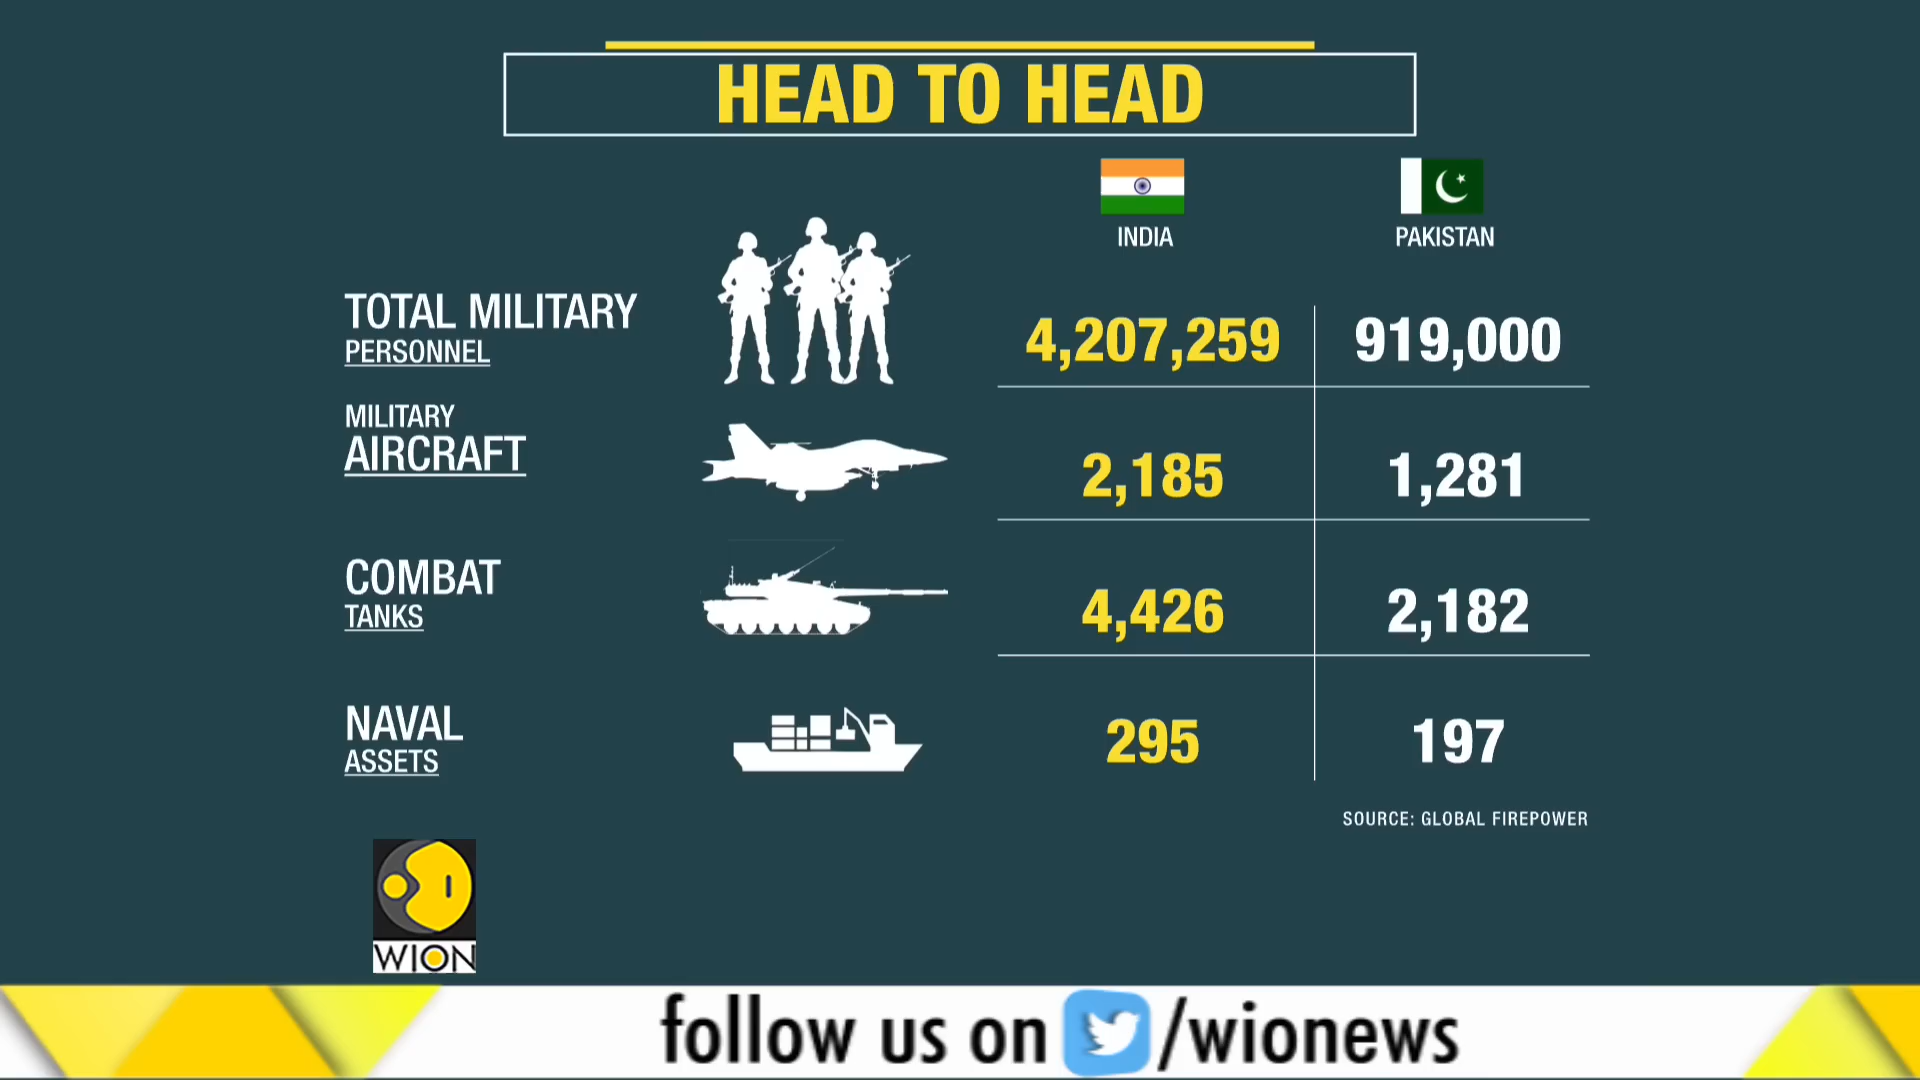 HEAD TO HEAD
INDIA
PAKISTAN
TOTAL MILITARY
PERSONNEL
4,207,259
919,000
MILITARY
AIRCRAFT
2,185
1,281
COMBAT
TANKS
4,426
2,182
NAVAL
ASSETS
295
197
SOURCE: GLOBAL FIREPOWER
WION
follow us on /wionews